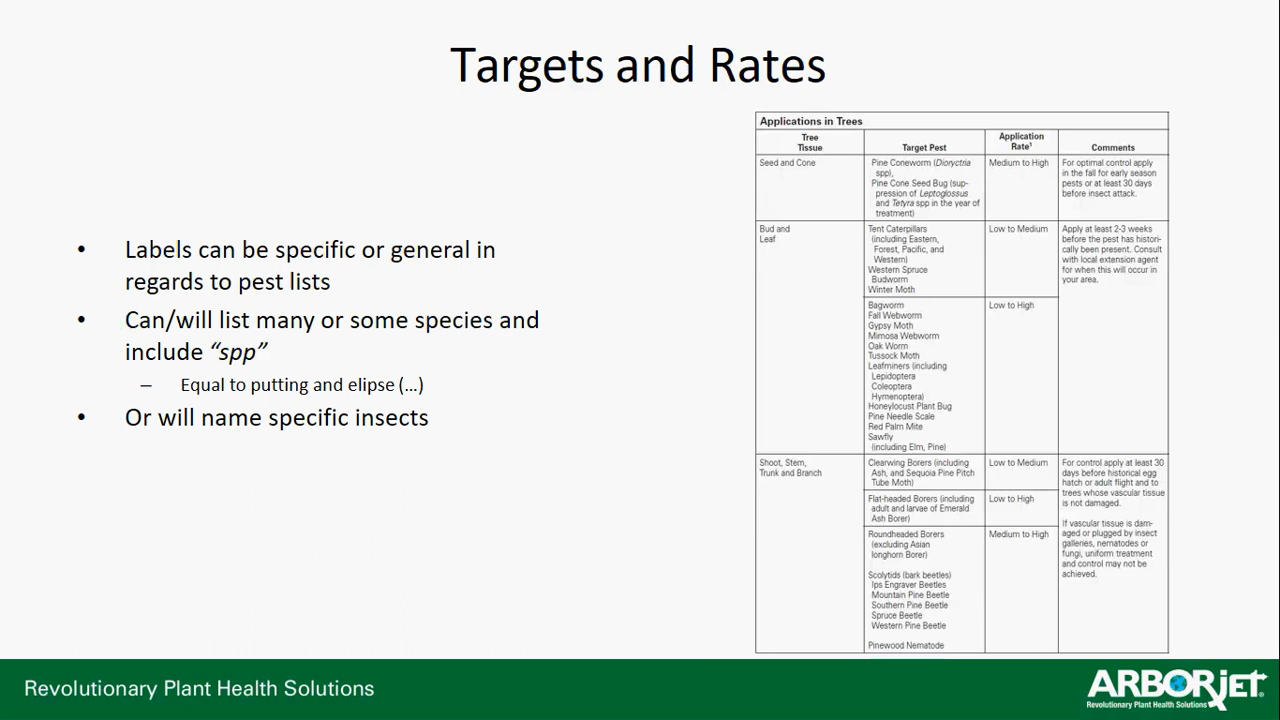 Targets and Rates
• Labels can be specific or general in
regards to pest lists
• Can/will list many or some species and
include “spp”
– Equal to putting and elipse (…)
• Or will name specific insects
Applications in Trees
Tree
Tissue
Target Pest
Application
Rate¹
Comments
Seed and Cone
Pine Coneworm (Dioryctria
spp),
Pine Cone Seed Bug (sup-
pression of Leptoglossus
and Tetyra spp in the year of
treatment)
Medium to High
For optimal control apply
in the fall for early season
pests or at least 30 days
before insect attack.
Bud and
Leaf
Tent Caterpillars
(including Eastern,
Forest, Pacific, and
Western)
Western Spruce
Budworm
Winter Moth
Low to Medium
Apply at least 2-3 weeks
before the pest has histori-
cally been present. Consult
with local extension agent
for when this will occur in
your area.
Bagworm
Fall Webworm
Gypsy Moth
Mimosa Webworm
Oak Worm
Tussock Moth
Leafminers (including
Lepidoptera
Coleoptera
Hymenoptera)
Honeylocust Plant Bug
Pine Needle Scale
Red Palm Mite
Sawfly
(including Elm, Pine)
Low to High
Shoot, Stem,
Trunk and Branch
Clearwing Borers (including
Ash, and Sequoia Pine Pitch
Tube Moth)
Low to Medium
For control apply at least 30
days before historical egg
hatch or adult flight and to
trees whose vascular tissue
is not damaged.
If vascular tissue is dam-
aged or plugged by insect
galleries, nematodes or
fungi, uniform treatment
and control may not be
achieved.
Flat-headed Borers (including
adult and larvae of Emerald
Ash Borer)
Low to High
Roundheaded Borers
(excluding Asian
longhorn Borer)
Medium to High
Scolytids (bark beetles)
Ips Engraver Beetles
Mountain Pine Beetle
Southern Pine Beetle
Spruce Beetle
Western Pine Beetle
Pinewood Nematode
Revolutionary Plant Health Solutions
ARBORjet®
Revolutionary Plant Health Solutions